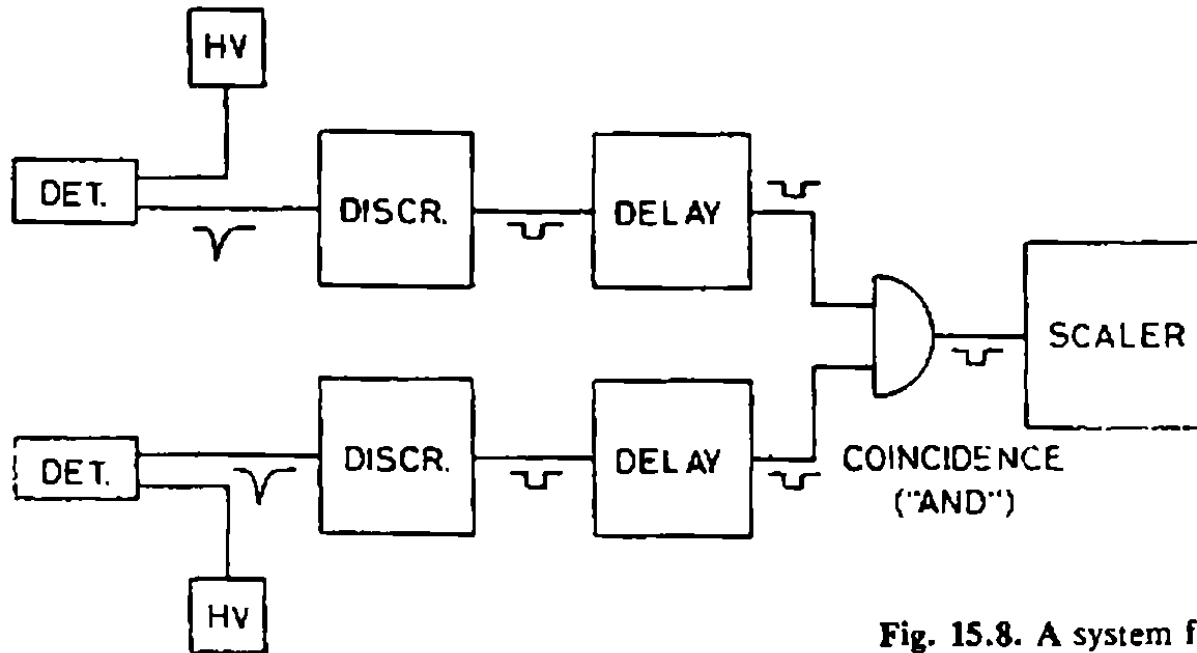 HV
DET.
DISCR.
DELAY
SCALER
DET.
DISCR.
DELAY
COINCIDENCE
("AND")
HV
Fig. 15.8. A system f